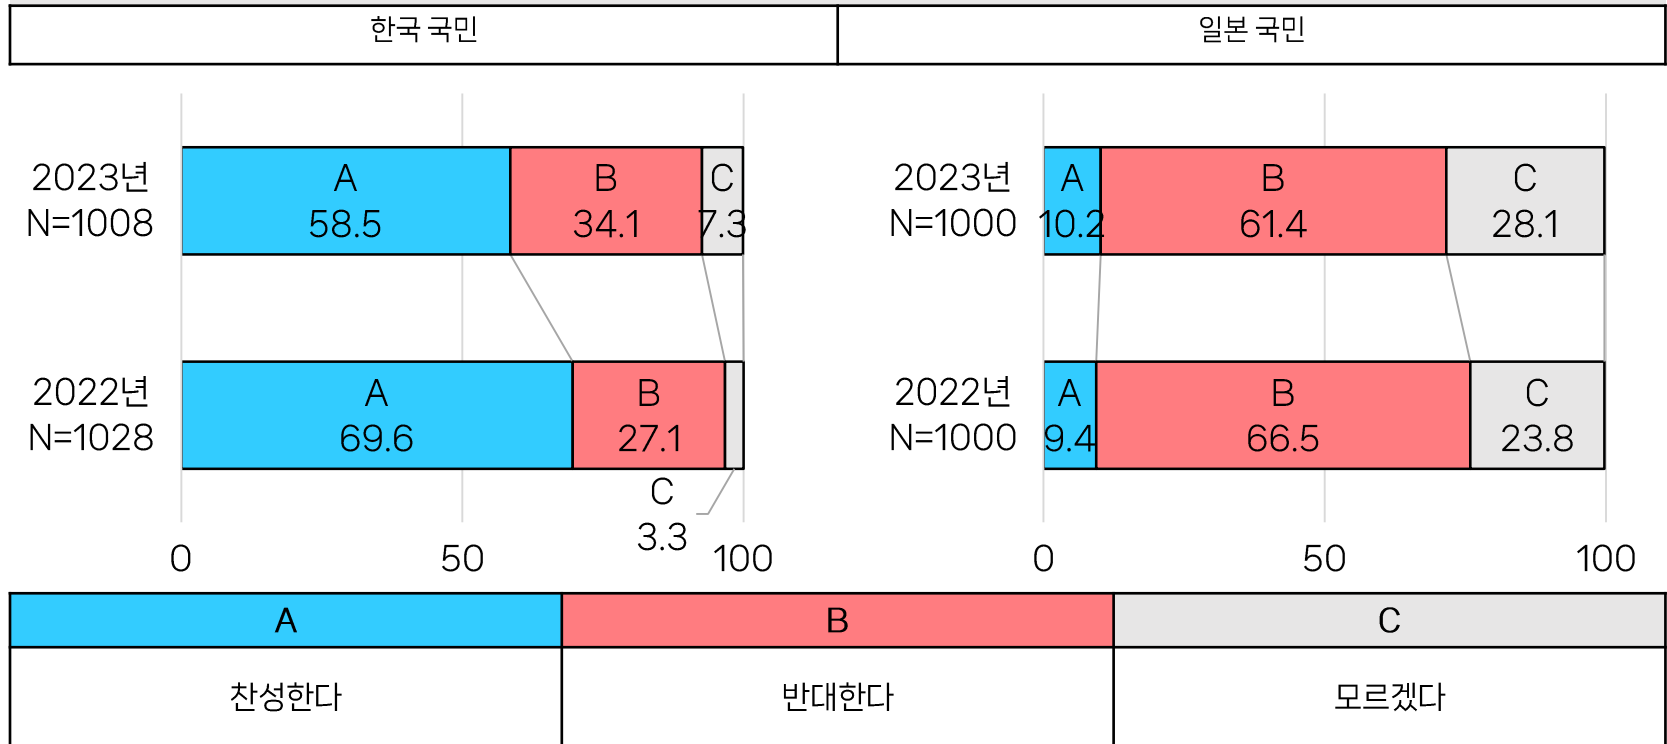 한국 국민
일본 국민
2023년
N=1008
A
58.5
B
34.1
C
7.3
2022년
N=1028
A
69.6
B
27.1
C
3.3
0
50
100
2023년
N=1000
A
10.2
B
61.4
C
28.1
2022년
N=1000
A
9.4
B
66.5
C
23.8
0
50
100
A
B
C
찬성한다
반대한다
모르겠다